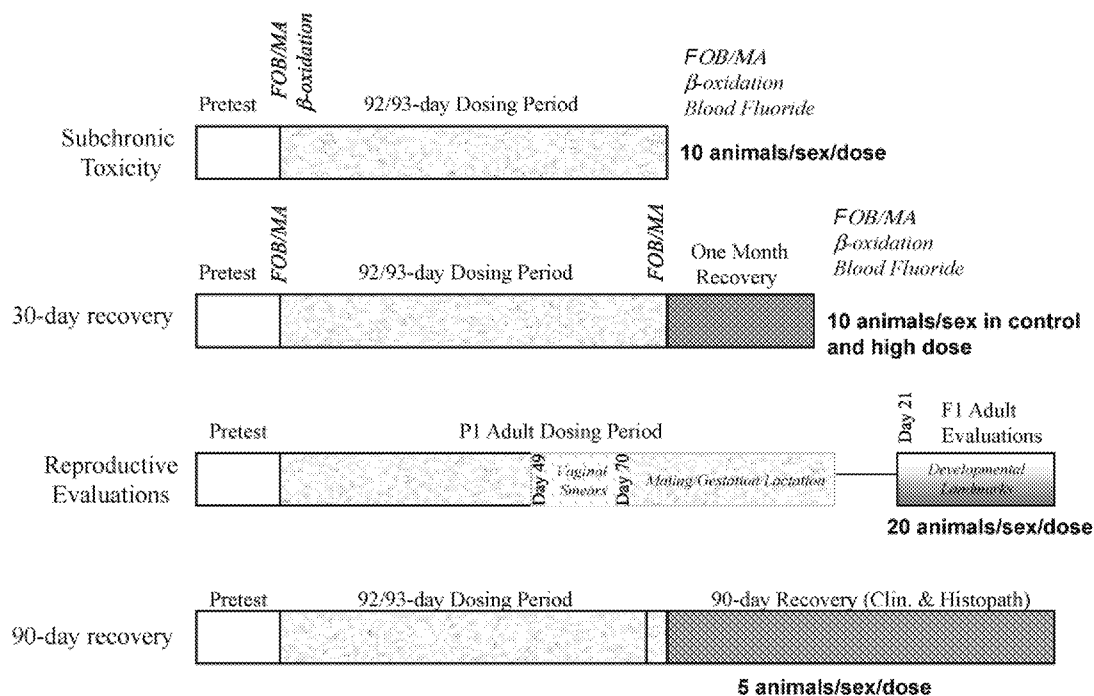 FOB/MA
β-oxidation
FOB/MA
β-oxidation
Blood Fluoride
Pretest
92/93-day Dosing Period
Subchronic
Toxicity
10 animals/sex/dose
FOB/MA
FOB/MA
FOB/MA
β-oxidation
Blood Fluoride
One Month
Recovery
Pretest
92/93-day Dosing Period
30-day recovery
10 animals/sex in control
and high dose
Day 21
F1 Adult
Evaluations
Pretest
P1 Adult Dosing Period
Reproductive
Evaluations
Day 49
Vaginal
Smears
Day 70
Mating/Gestation/Lactation
Developmental
Landmarks
20 animals/sex/dose
Pretest
92/93-day Dosing Period
90-day Recovery (Clin. & Histopath)
90-day recovery
5 animals/sex/dose